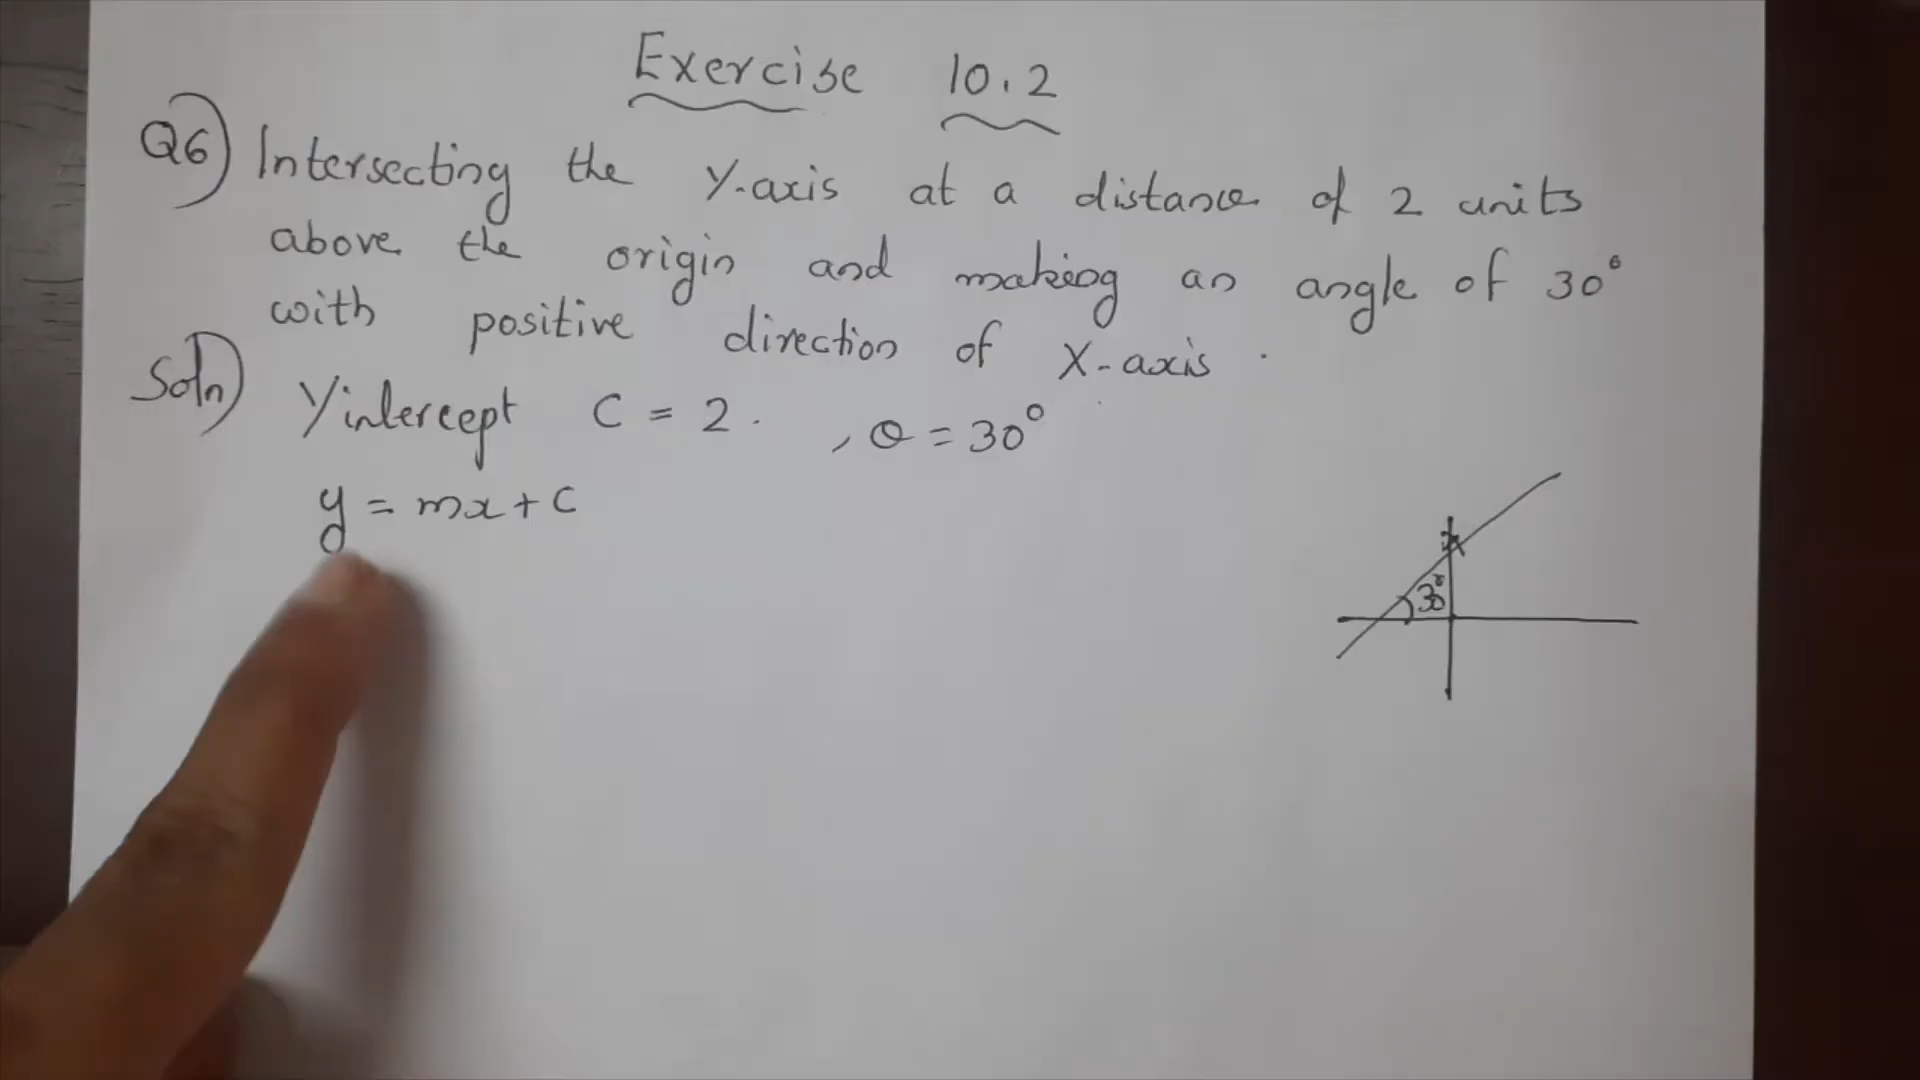 Exercise 10.2
Q6) Intersecting the Y-axis at a distance of 2 units
above the origin and making an angle of 30°
with positive direction of X-axis.
Soln) Y intercept C = 2. , θ = 30°
y = mx + c
30°